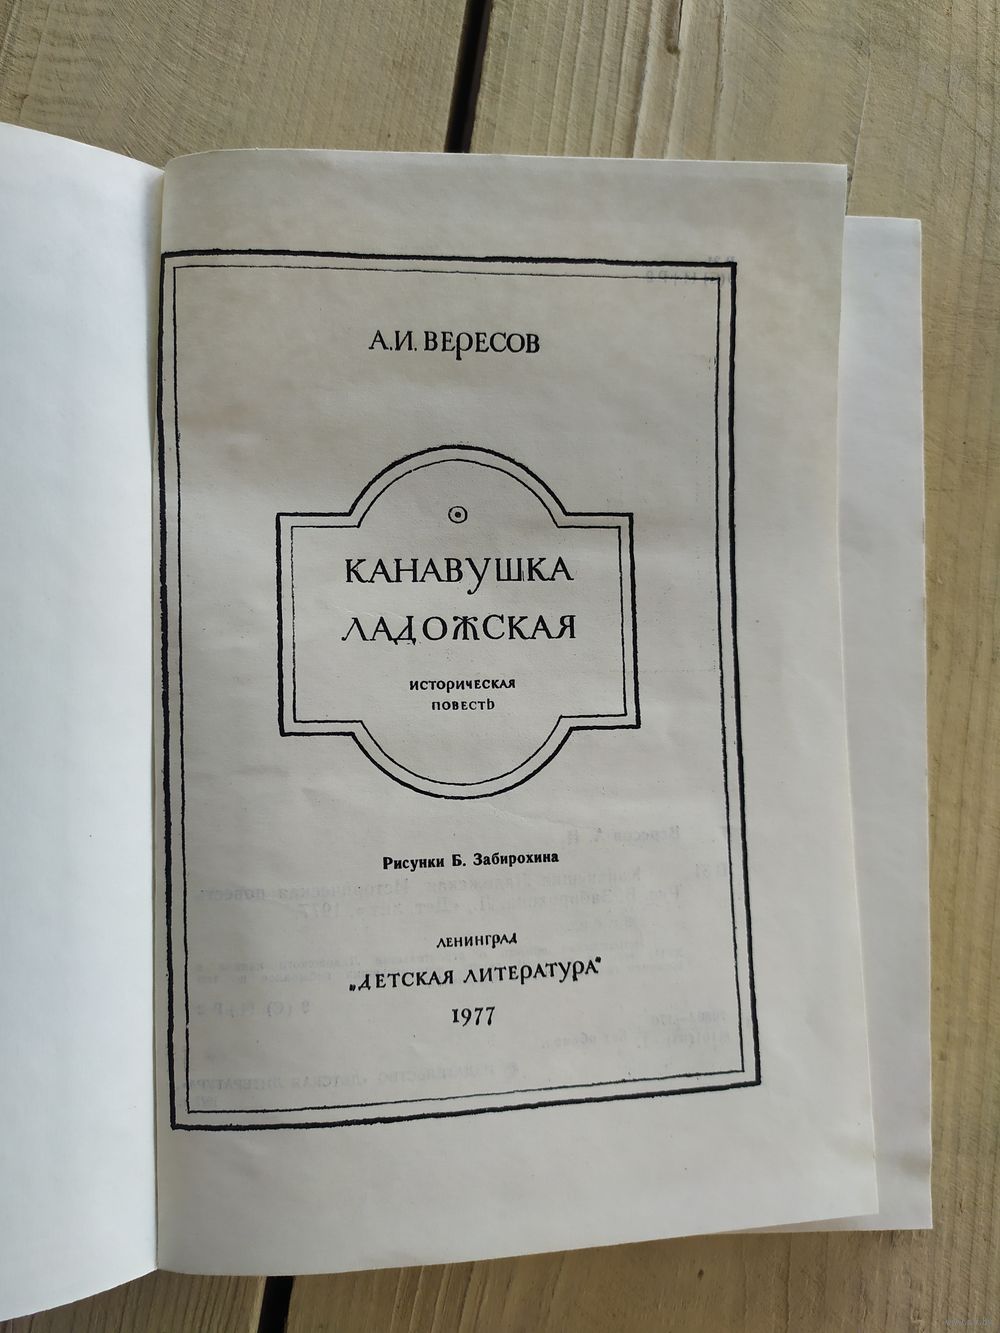 А.И. ВЕРЕСОВ
КАНАВУШКА
ЛАДОЖСКАЯ
ИСТОРИЧЕСКАЯ
ПОВЕСТЬ
Рисунки Б. Забирохина
ЛЕНИНГРАД
„ДЕТСКАЯ ЛИТЕРАТУРА“
1977